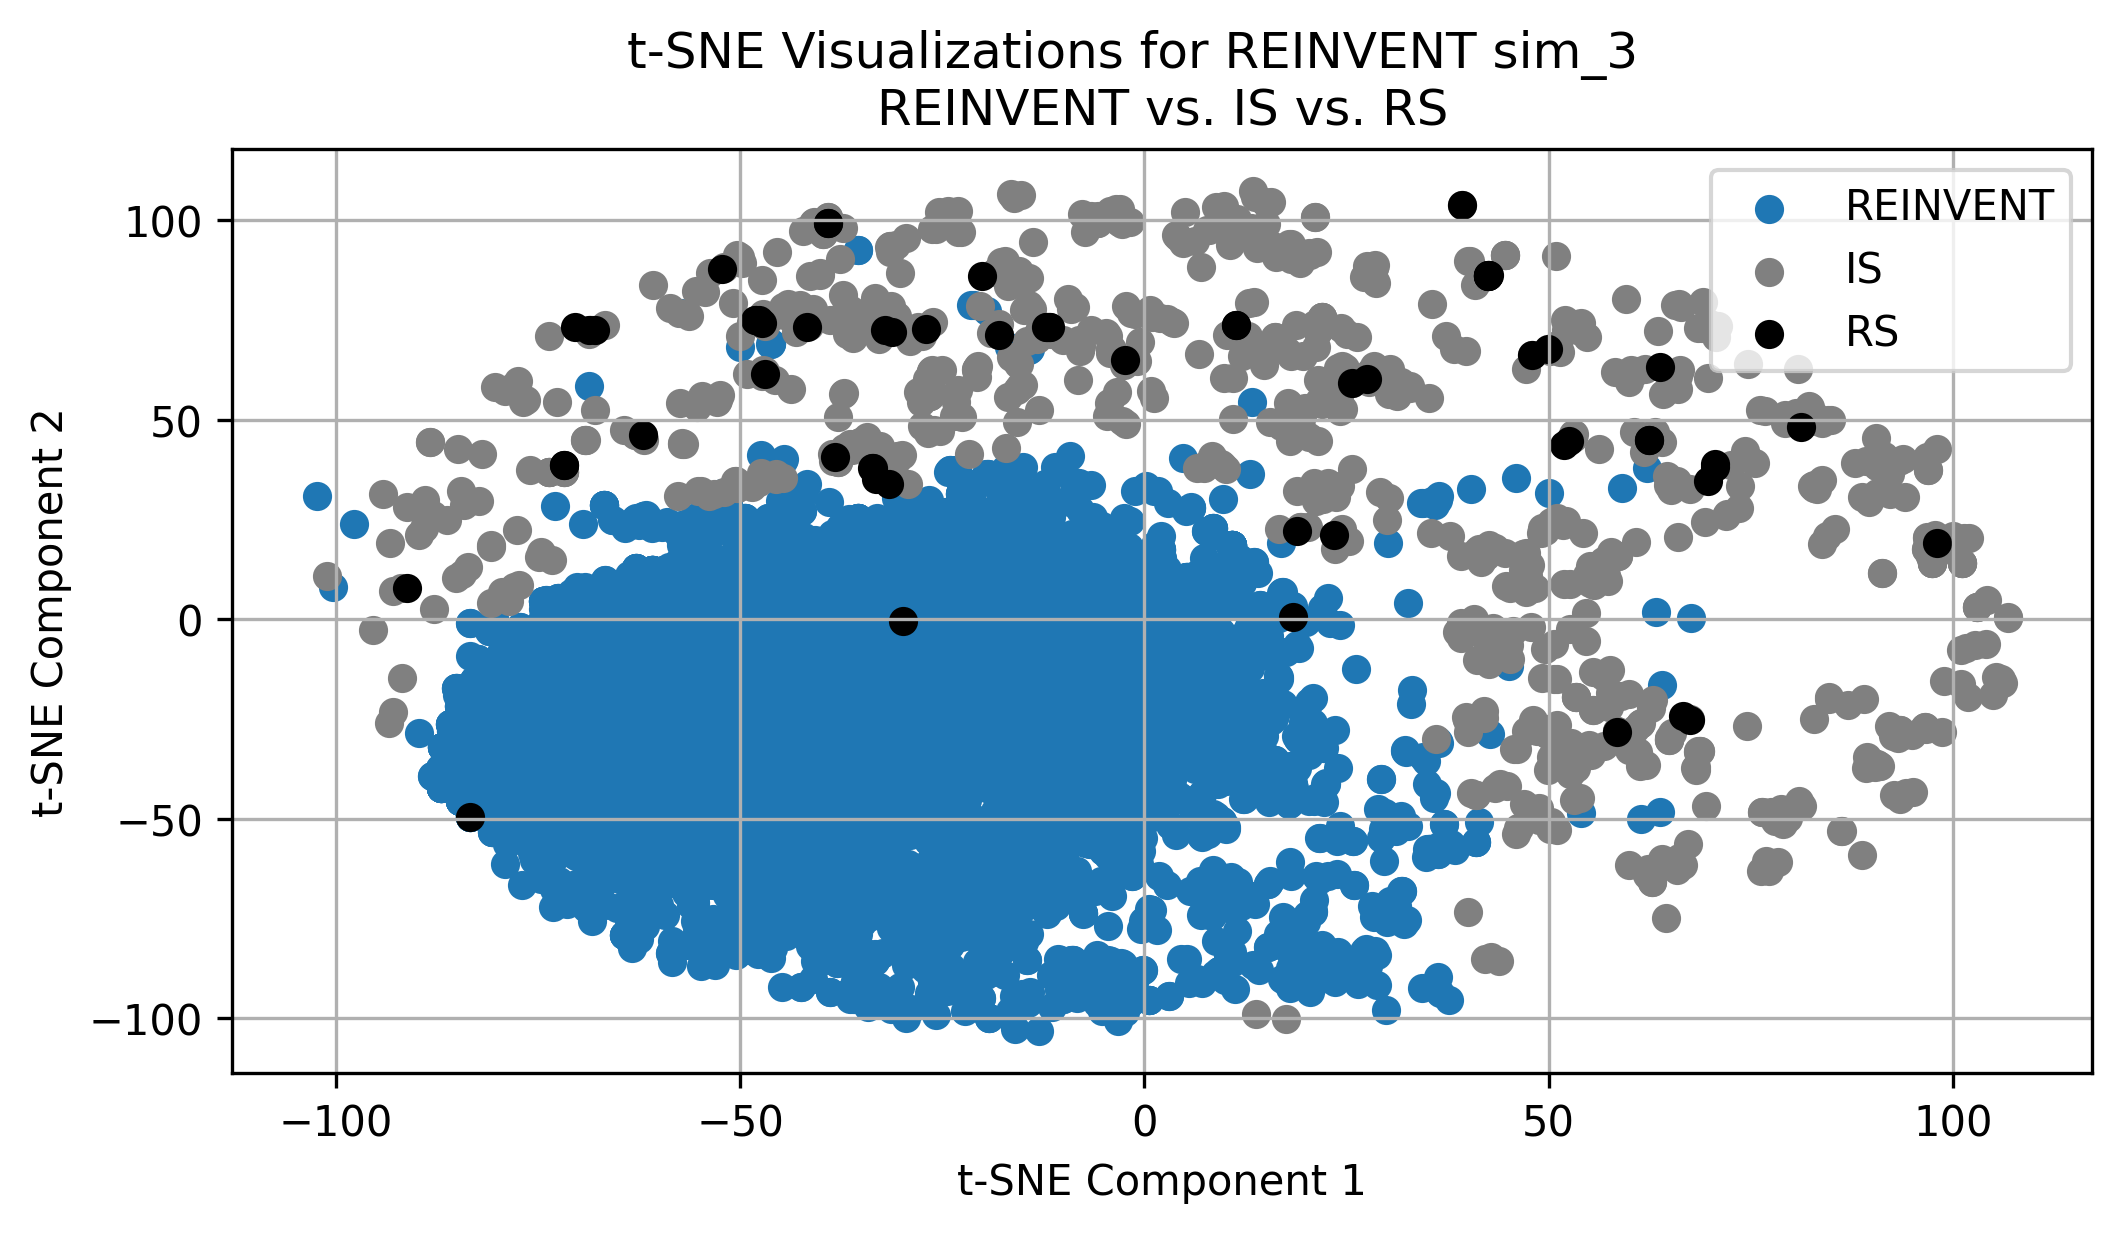 t-SNE Visualizations for REINVENT sim_3
REINVENT vs. IS vs. RS
REINVENT
IS
RS
100
50
0
−50
−100
t-SNE Component 2
−100
−50
0
50
100
t-SNE Component 1